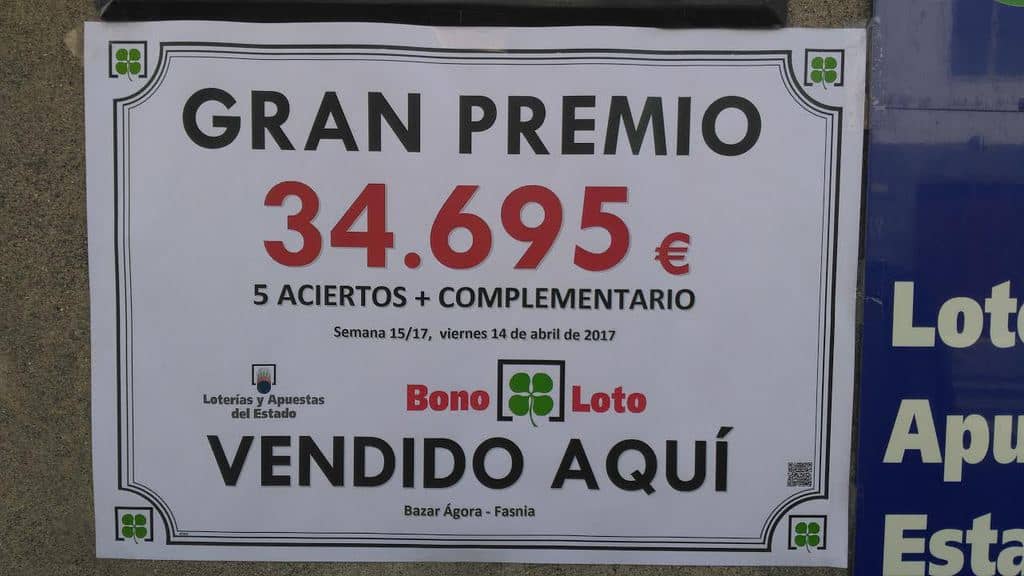 GRAN PREMIO
34.695 €
5 ACIERTOS + COMPLEMENTARIO
Semana 15/17, viernes 14 de abril de 2017
Loterías y Apuestas
del Estado
Bono Loto
VENDIDO AQUÍ
Bazar Ágora - Fasnia
Lot
Apu
Esta